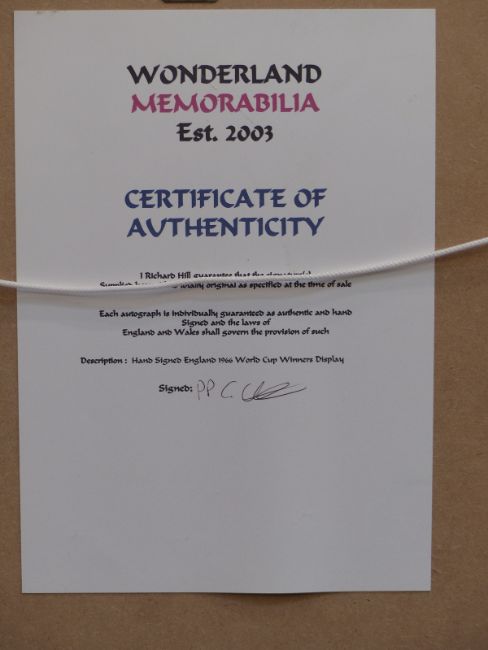 WONDERLAND
MEMORABILIA
Est. 2003
CERTIFICATE OF
AUTHENTICITY
I Richard Hill guarantee that the
original as specified at the time of sale
Each autograph is individually guaranteed as authentic and hand
Signed and the laws of
England and Wales shall govern the provision of such
Description : Hand Signed England 1966 World Cup Winners Display
Signed: PP C.